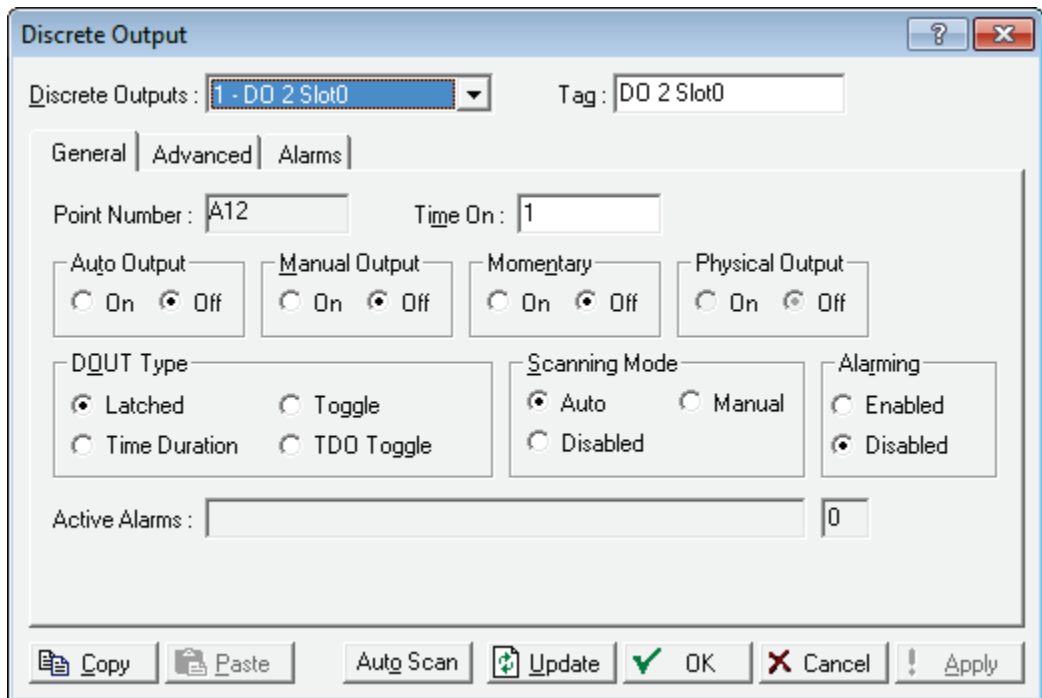 Discrete Output
Discrete Outputs : 1 - DO 2 Slot0 Tag : DO 2 Slot0
General Advanced Alarms
Point Number : A12 Time On : 1
Auto Output Manual Output Momentary Physical Output
On Off On Off On Off On Off
DOUT Type Scanning Mode Alarming
Latched Toggle Auto Manual Enabled
Time Duration TDO Toggle Disabled Disabled
Active Alarms : 0
Copy Paste Auto Scan Update OK Cancel ! Apply